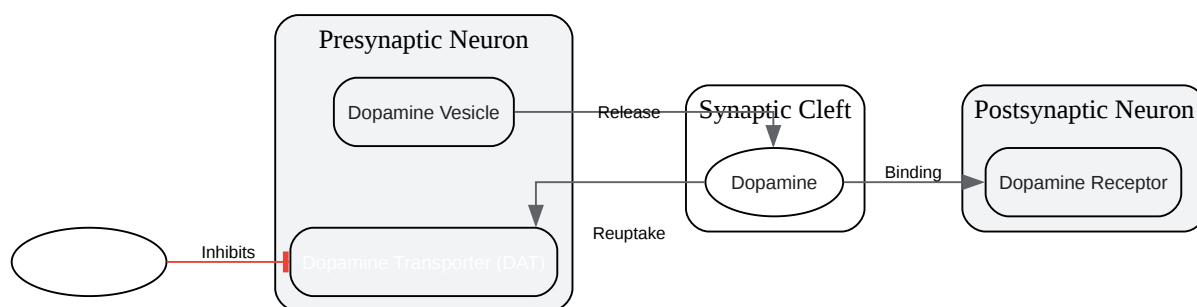 Presynaptic Neuron
Dopamine Vesicle
Release
Synaptic Cleft
Postsynaptic Neuron
Dopamine
Binding
Dopamine Receptor
Reuptake
Inhibits
Dopamine Transporter (DAT)